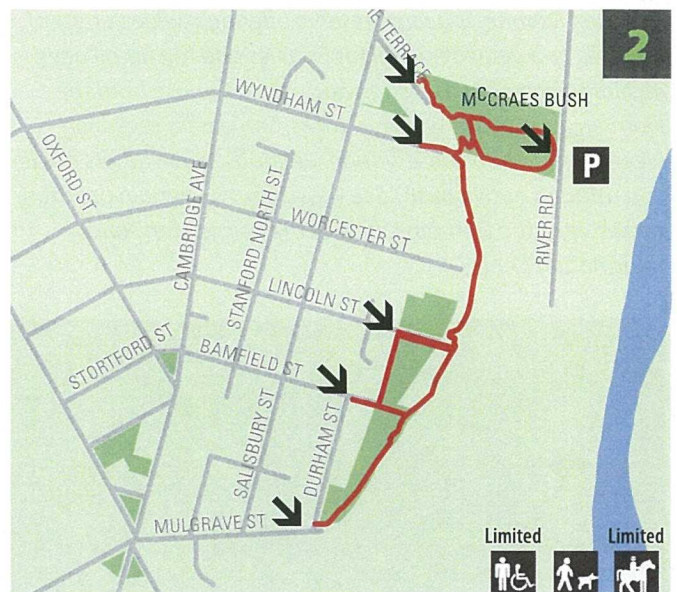 2
TERRACE
McCRAES BUSH
WYNDHAM ST
P
OXFORD ST
CAMBRIDGE AVE
STANFORD NORTH ST
WORCESTER ST
RIVER RD
LINCOLN ST
STORTFORD ST
BAMFIELD ST
SALISBURY ST
DURHAM ST
MULGRAVE ST
Limited
Limited